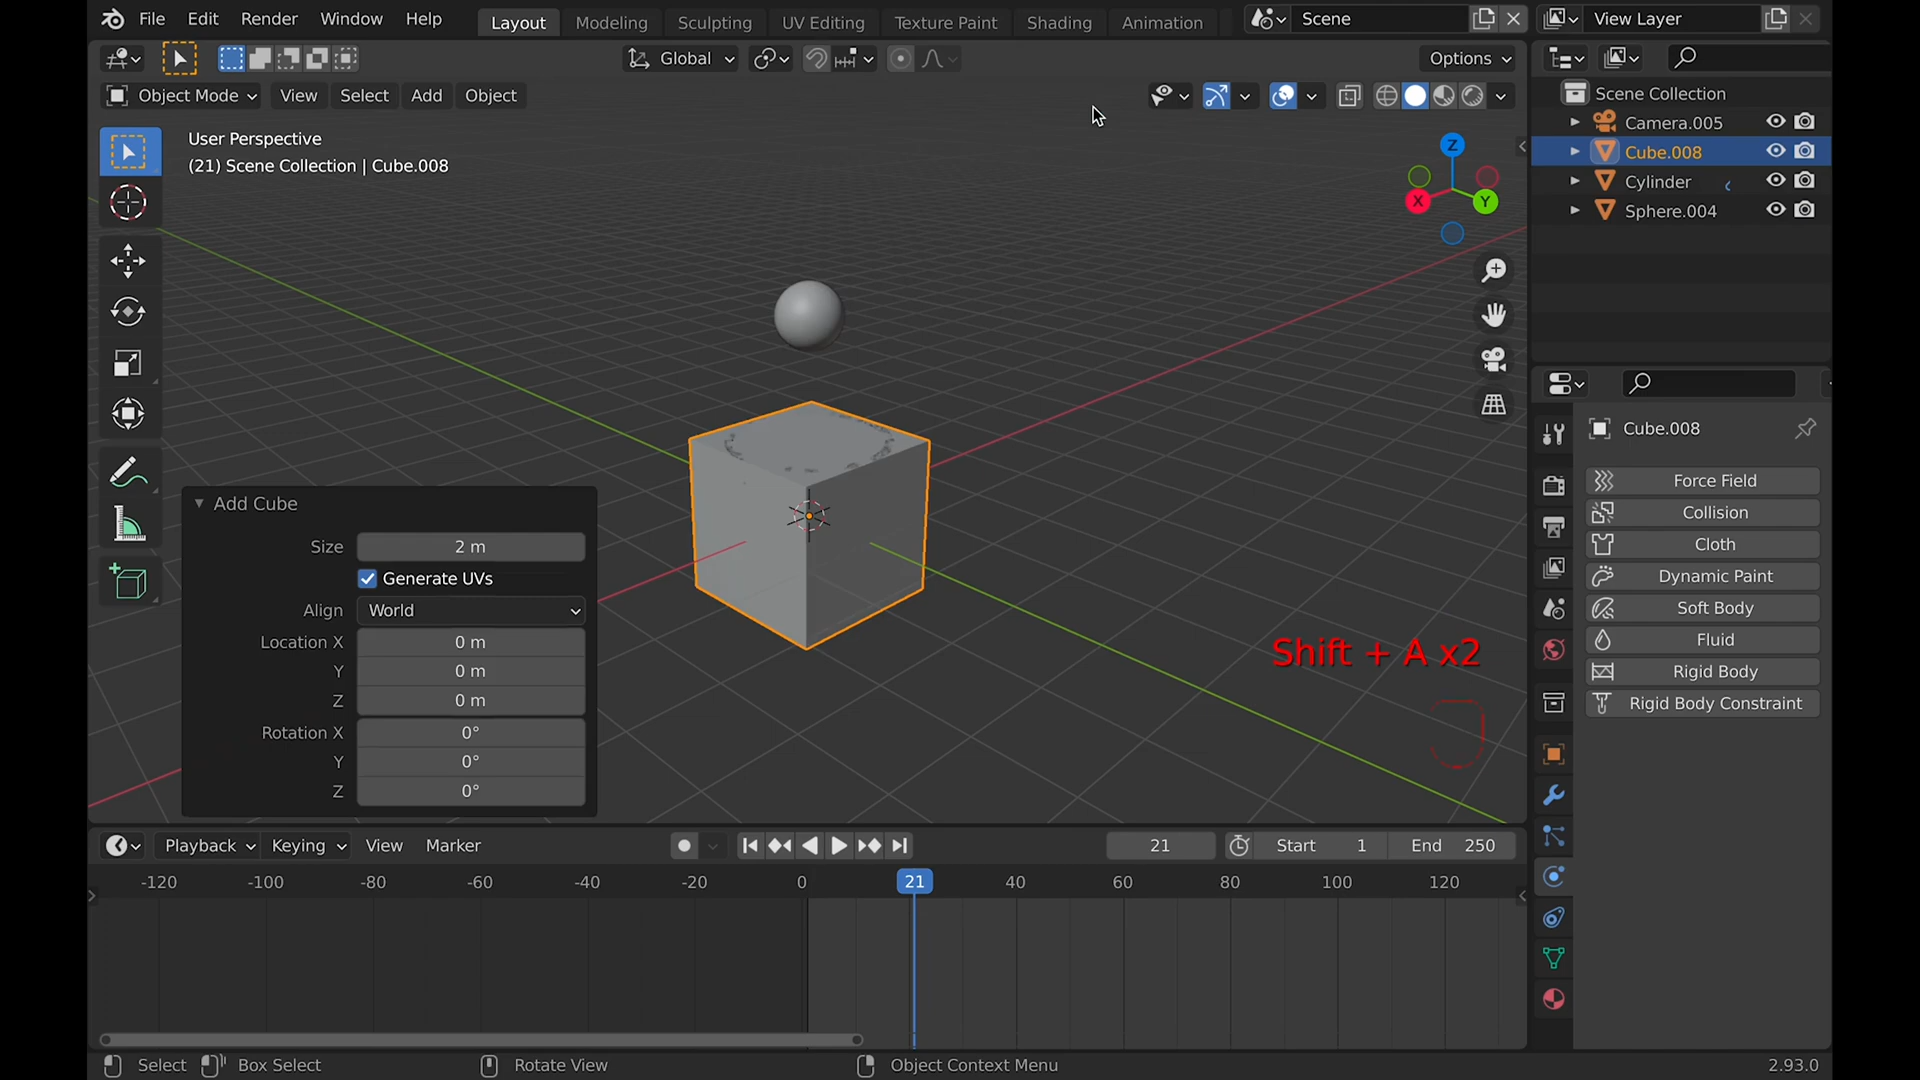 File Edit Render Window Help
Layout Modeling Sculpting UV Editing Texture Paint Shading Animation
Scene
View Layer
Global
Options
Object Mode View Select Add Object
User Perspective
(21) Scene Collection | Cube.008
Z
X
Y
Scene Collection
Camera.005
Cube.008
Cylinder
Sphere.004
Cube.008
Force Field
Collision
Cloth
Dynamic Paint
Soft Body
Fluid
Rigid Body
Rigid Body Constraint
Add Cube
Size 2 m
Generate UVs
Align World
Location X 0 m
Y 0 m
Z 0 m
Rotation X 0°
Y 0°
Z 0°
Shift + A x2
Playback Keying View Marker
21
Start 1
End 250
-120 -100 -80 -60 -40 -20 0 21 40 60 80 100 120
Select Box Select Rotate View Object Context Menu 2.93.0